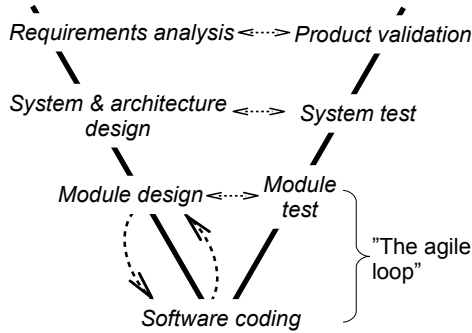 Requirements analysis
Product validation
System & architecture
design
System test
Module design
Module
test
”The agile
loop”
Software coding